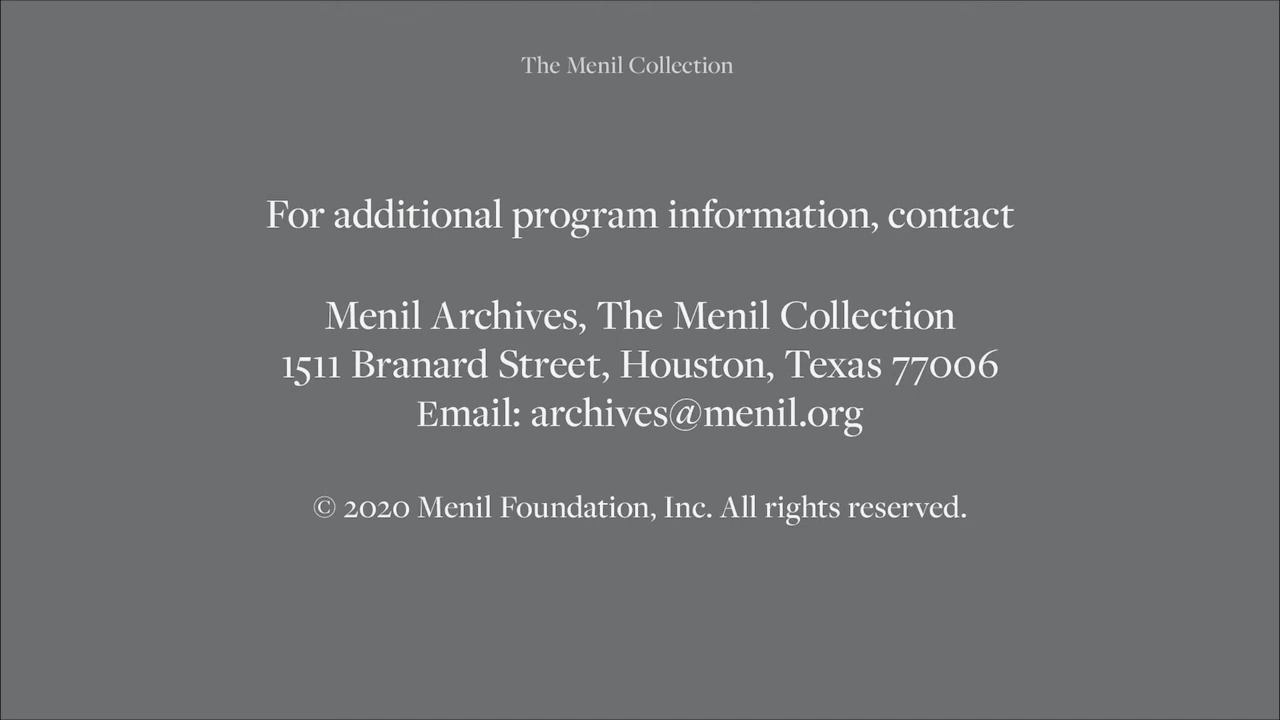 The Menil Collection
For additional program information, contact
Menil Archives, The Menil Collection
1511 Branard Street, Houston, Texas 77006
Email: archives@menil.org
© 2020 Menil Foundation, Inc. All rights reserved.